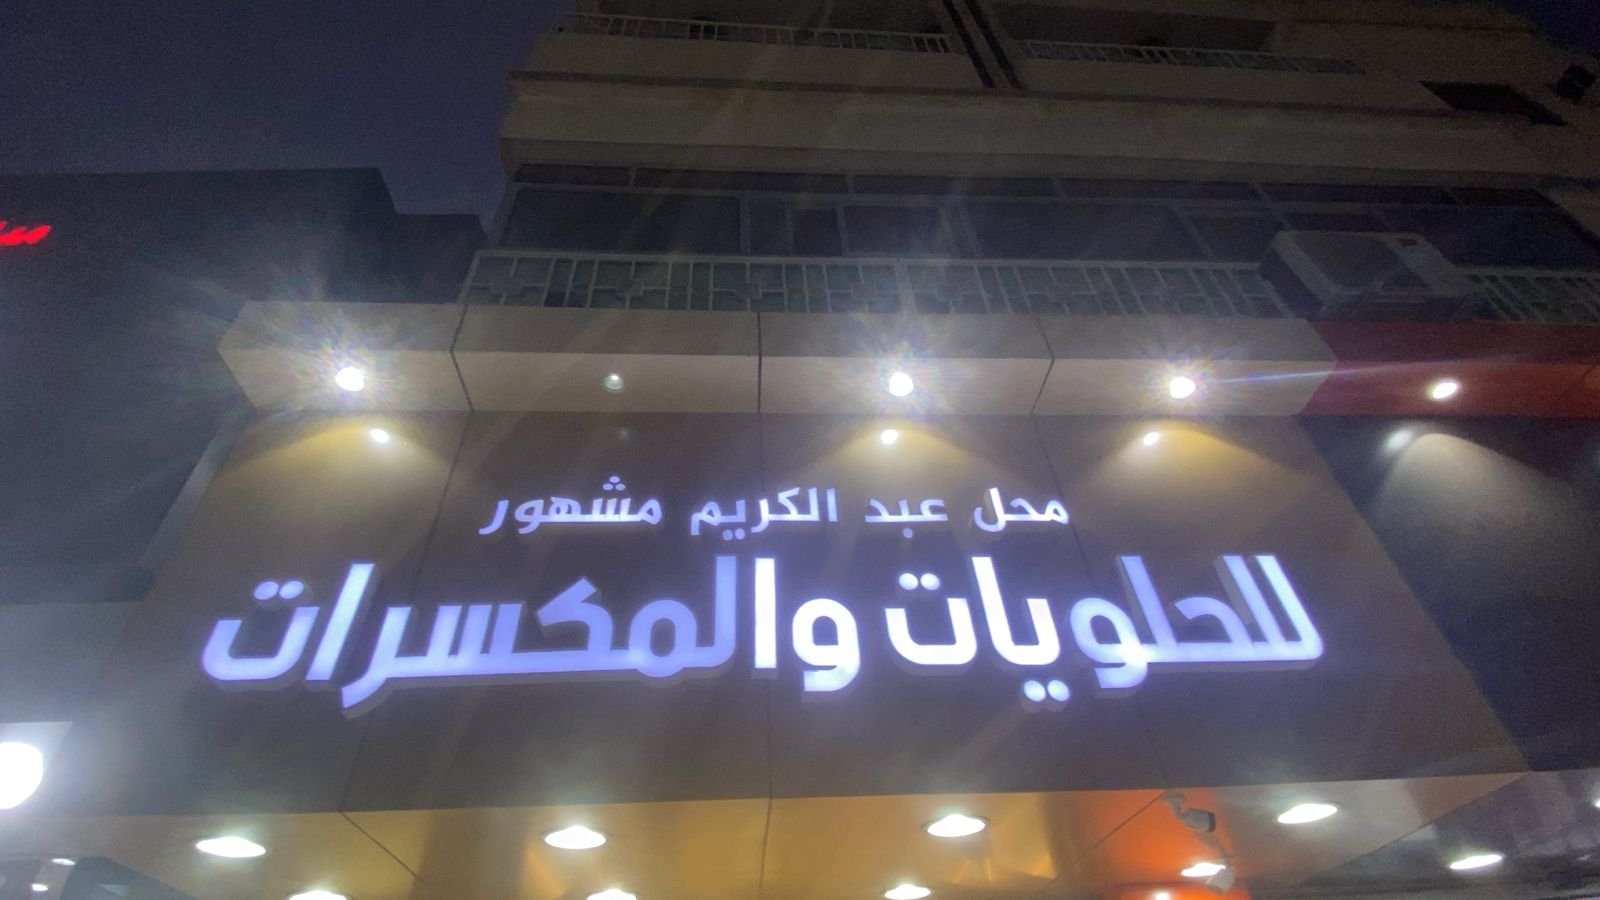 محل عبد الكريم مشهور
للحلويات والمكسرات